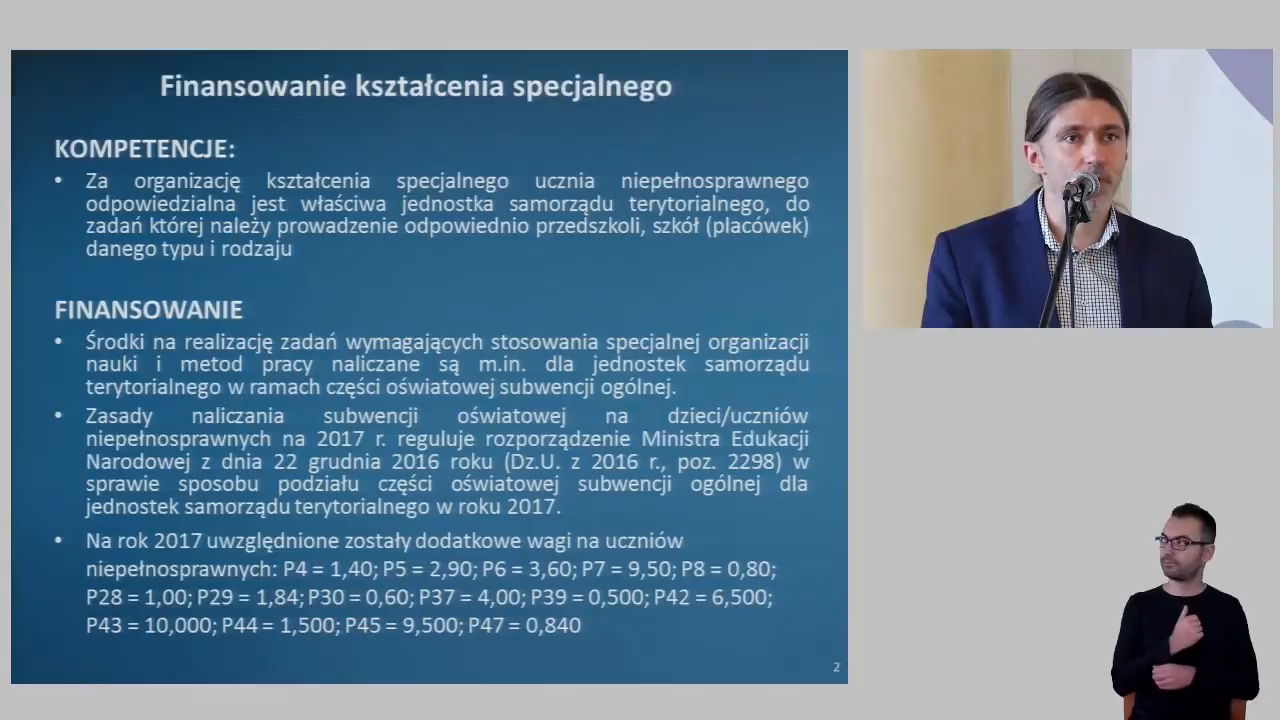 Finansowanie kształcenia specjalnego
KOMPETENCJE:
• Za organizację kształcenia specjalnego ucznia niepełnosprawnego
odpowiedzialna jest właściwa jednostka samorządu terytorialnego, do
zadań której należy prowadzenie odpowiednio przedszkoli, szkół (placówek)
danego typu i rodzaju
FINANSOWANIE
• Środki na realizację zadań wymagających stosowania specjalnej organizacji
nauki i metod pracy naliczane są m.in. dla jednostek samorządu
terytorialnego w ramach części oświatowej subwencji ogólnej.
• Zasady naliczania subwencji oświatowej na dzieci/uczniów
niepełnosprawnych na 2017 r. reguluje rozporządzenie Ministra Edukacji
Narodowej z dnia 22 grudnia 2016 roku (Dz.U. z 2016 r., poz. 2298) w
sprawie sposobu podziału części oświatowej subwencji ogólnej dla
jednostek samorządu terytorialnego w roku 2017.
• Na rok 2017 uwzględnione zostały dodatkowe wagi na uczniów
niepełnosprawnych: P4 = 1,40; P5 = 2,90; P6 = 3,60; P7 = 9,50; P8 = 0,80;
P28 = 1,00; P29 = 1,84; P30 = 0,60; P37 = 4,00; P39 = 0,500; P42 = 6,500;
P43 = 10,000; P44 = 1,500; P45 = 9,500; P47 = 0,840
2